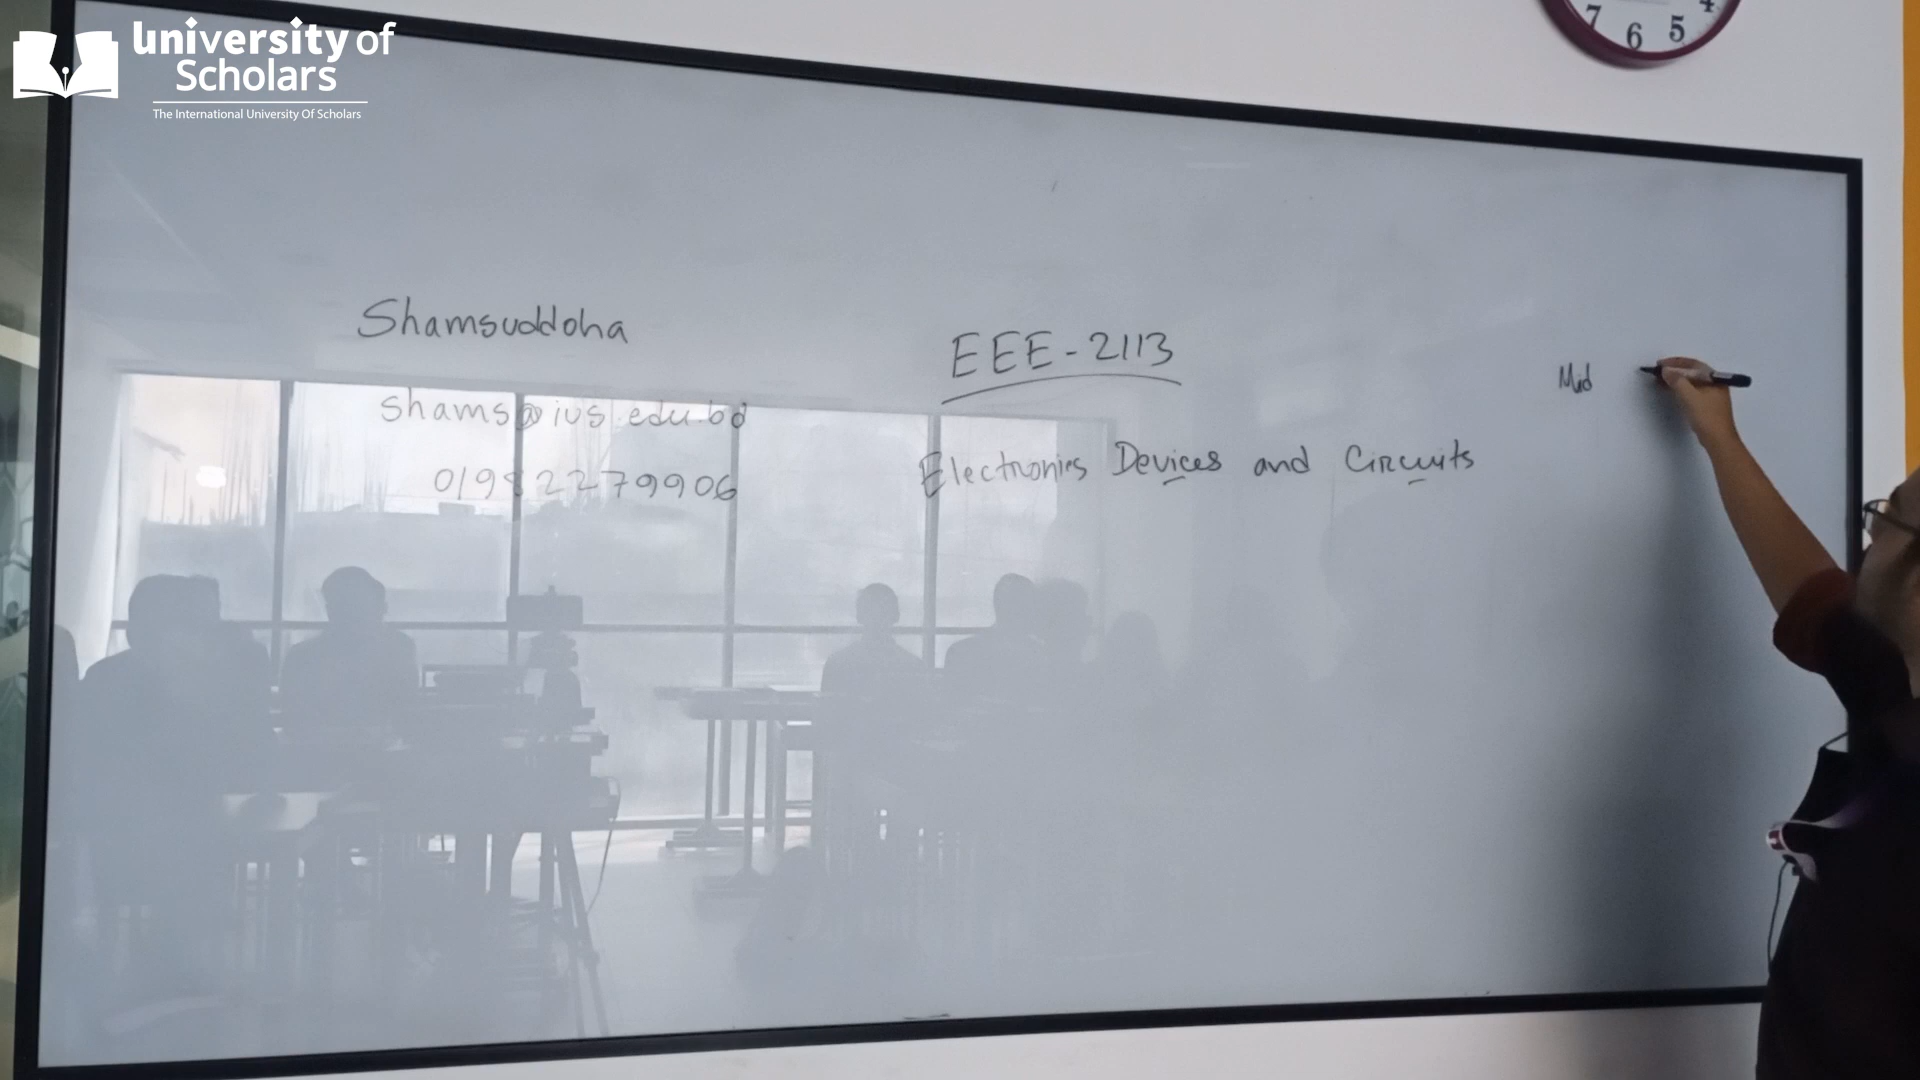 university of
Scholars
The International University Of Scholars
7 6 5 4
Shamsuddoha
shams@ius.edu.bd
01982279906
EEE-2113
Electronics Devices and Circuits
Mid